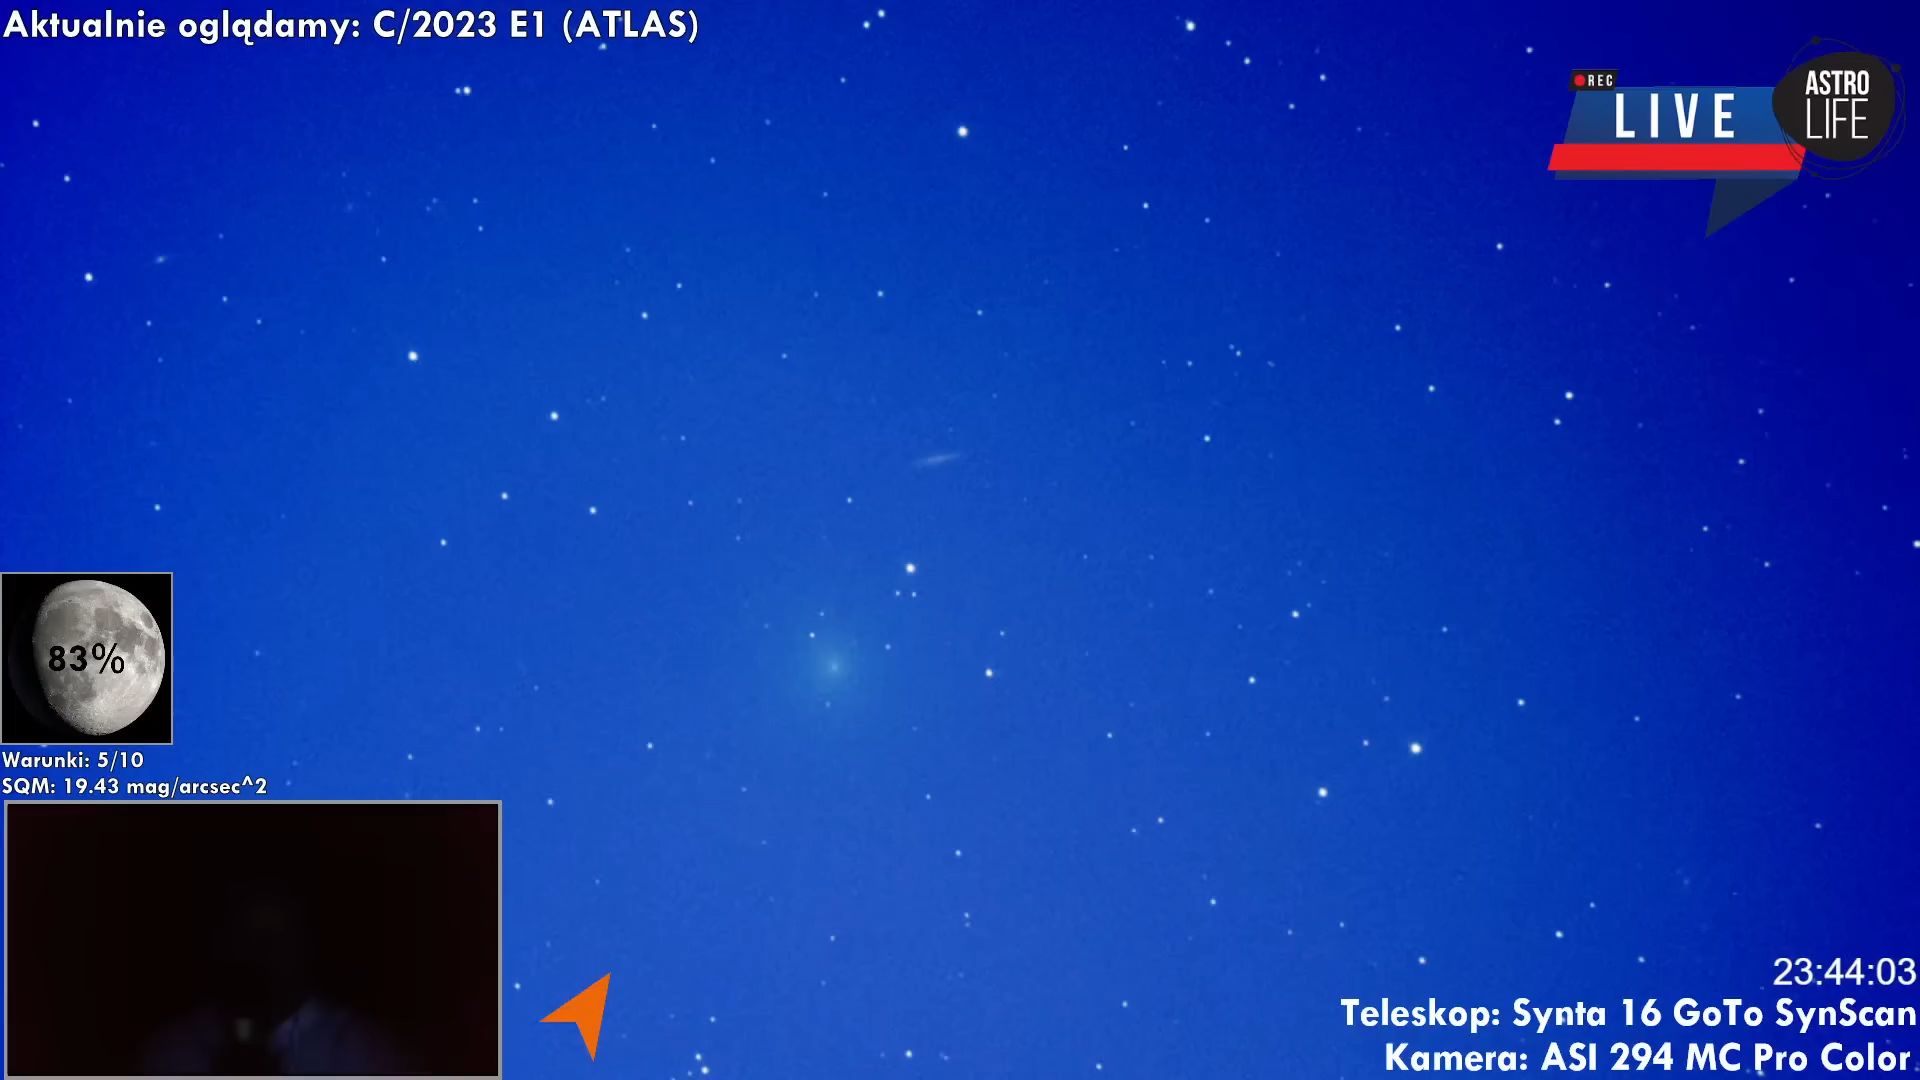 Aktualnie oglądamy: C/2023 E1 (ATLAS)
REC
LIVE
ASTRO
LIFE
83%
Warunki: 5/10
SQM: 19.43 mag/arcsec^2
23:44:03
Teleskop: Synta 16 GoTo SynScan
Kamera: ASI 294 MC Pro Color